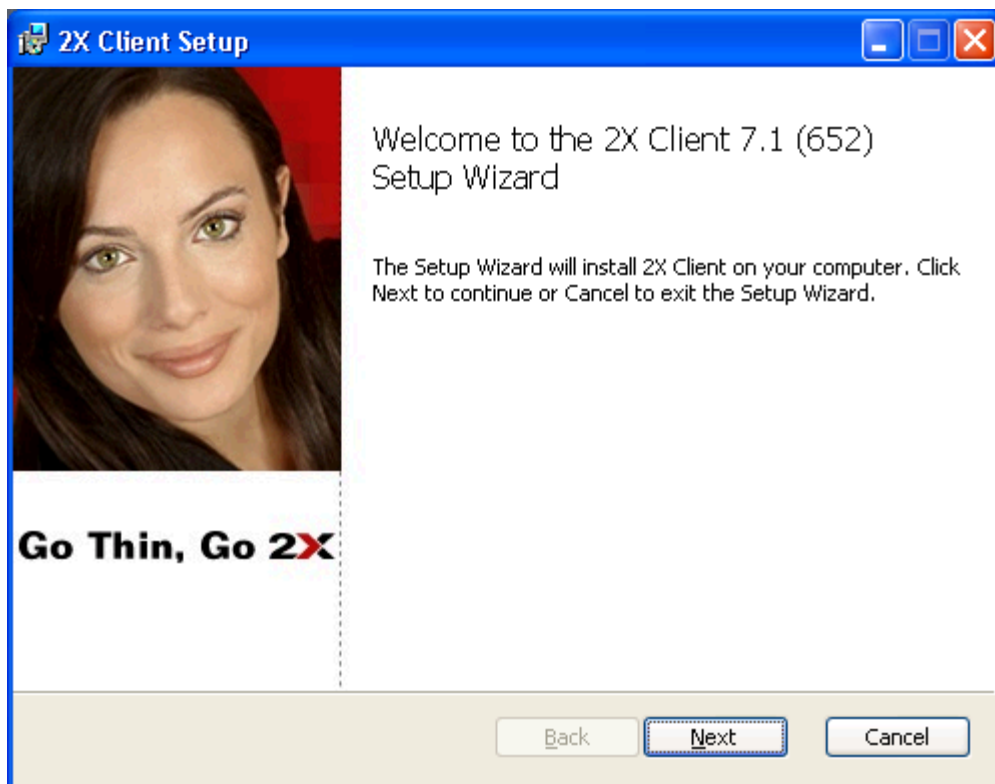 2X Client Setup
Welcome to the 2X Client 7.1 (652)
Setup Wizard
The Setup Wizard will install 2X Client on your computer. Click
Next to continue or Cancel to exit the Setup Wizard.
Go Thin, Go 2X
Back
Next
Cancel